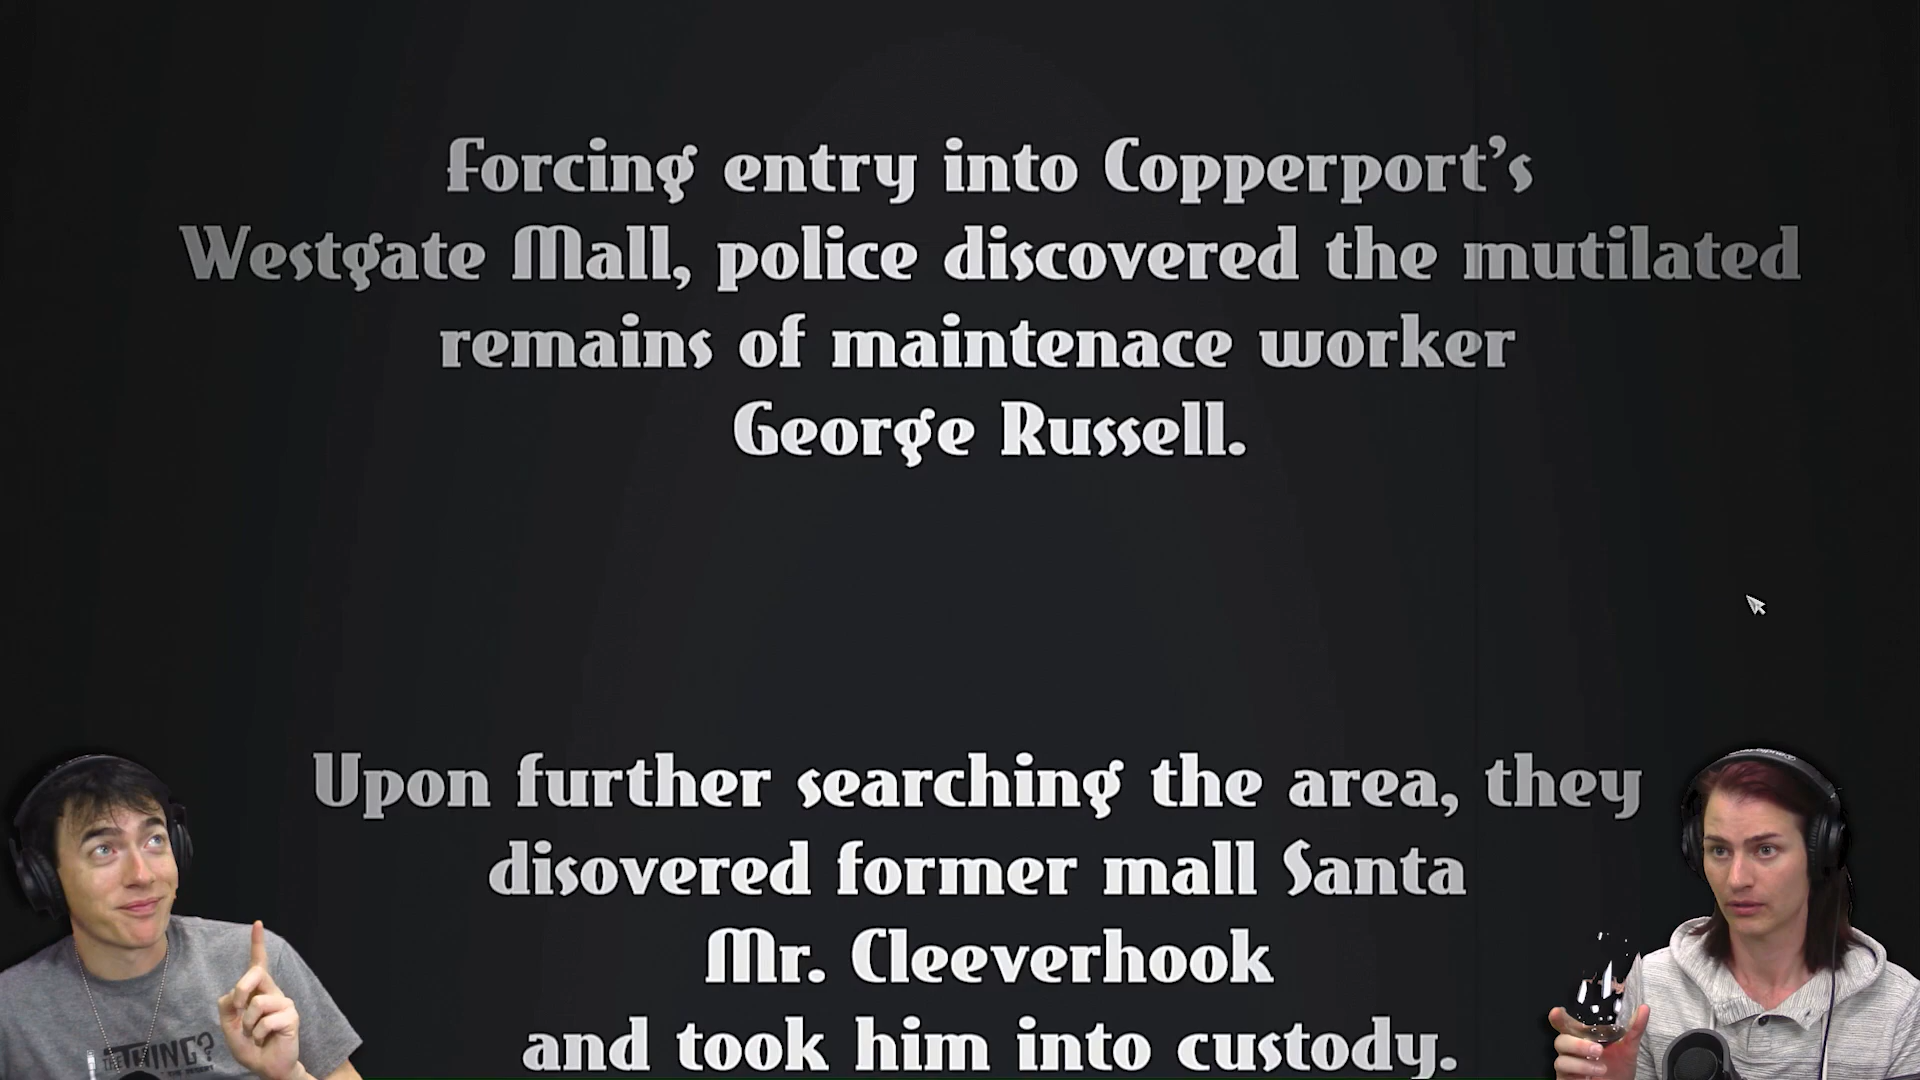 Forcing entry into Copperport's
Westgate Mall, police discovered the mutilated
remains of maintenace worker
George Russell.
Upon further searching the area, they
disovered former mall Santa
Mr. Cleeverhook
and took him into custody.
THING?